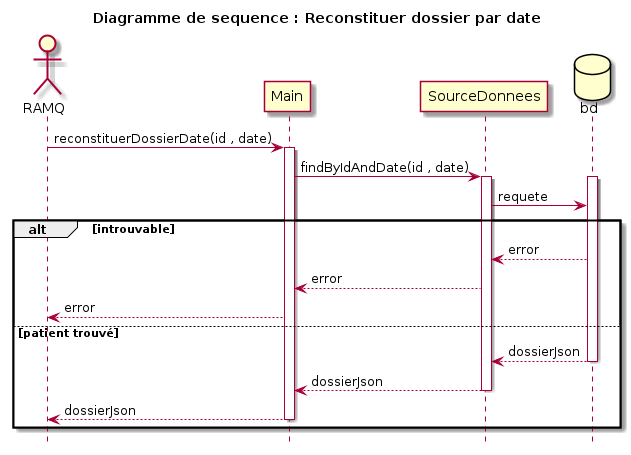 Diagramme de sequence : Reconstituer dossier par date
RAMQ
Main
SourceDonnees
bd
reconstituerDossierDate(id , date)
findByIdAndDate(id , date)
requete
alt [introuvable]
error
error
error
[patient trouvé]
dossierJson
dossierJson
dossierJson